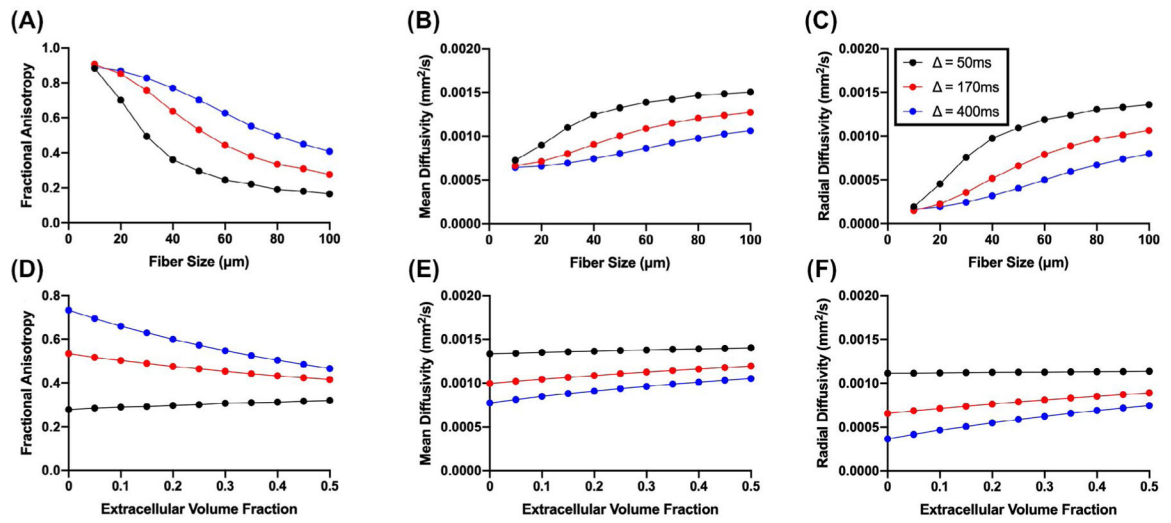 (A)
Fractional Anisotropy
1.0
0.8
0.6
0.4
0.2
0.0
0 20 40 60 80 100
Fiber Size (µm)
(B)
Mean Diffusivity (mm²/s)
0.0020
0.0015
0.0010
0.0005
0.0000
0 20 40 60 80 100
Fiber Size (µm)
(C)
Radial Diffusivity (mm²/s)
0.0020
0.0015
0.0010
0.0005
0.0000
0 20 40 60 80 100
Fiber Size (µm)
Δ = 50ms
Δ = 170ms
Δ = 400ms
(D)
Fractional Anisotropy
0.8
0.6
0.4
0.2
0.0
0 0.1 0.2 0.3 0.4 0.5
Extracellular Volume Fraction
(E)
Mean Diffusivity (mm²/s)
0.0020
0.0015
0.0010
0.0005
0.0000
0 0.1 0.2 0.3 0.4 0.5
Extracellular Volume Fraction
(F)
Radial Diffusivity (mm²/s)
0.0020
0.0015
0.0010
0.0005
0.0000
0 0.1 0.2 0.3 0.4 0.5
Extracellular Volume Fraction